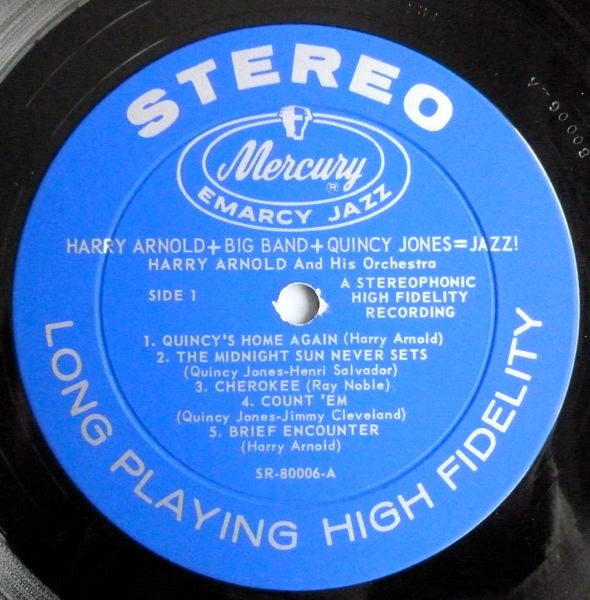 STEREO
Mercury
®
EMARCY JAZZ
HARRY ARNOLD+BIG BAND+QUINCY JONES=JAZZ!
HARRY ARNOLD And His Orchestra
SIDE 1
A STEREOPHONIC
HIGH FIDELITY
RECORDING
1. QUINCY'S HOME AGAIN (Harry Arnold)
2. THE MIDNIGHT SUN NEVER SETS
(Quincy Jones-Henri Salvador)
3. CHEROKEE (Ray Noble)
4. COUNT 'EM
(Quincy Jones-Jimmy Cleveland)
5. BRIEF ENCOUNTER
(Harry Arnold)
SR-80006-A
LONG PLAYING HIGH FIDELITY